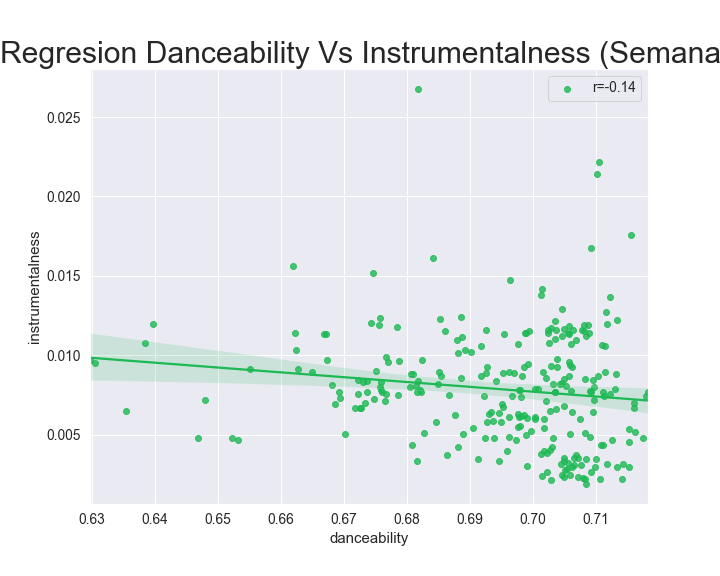 Regresion Danceability Vs Instrumentalness (Semana
r=-0.14
0.025
0.020
0.015
0.010
0.005
instrumentalness
0.63 0.64 0.65 0.66 0.67 0.68 0.69 0.70 0.71
danceability